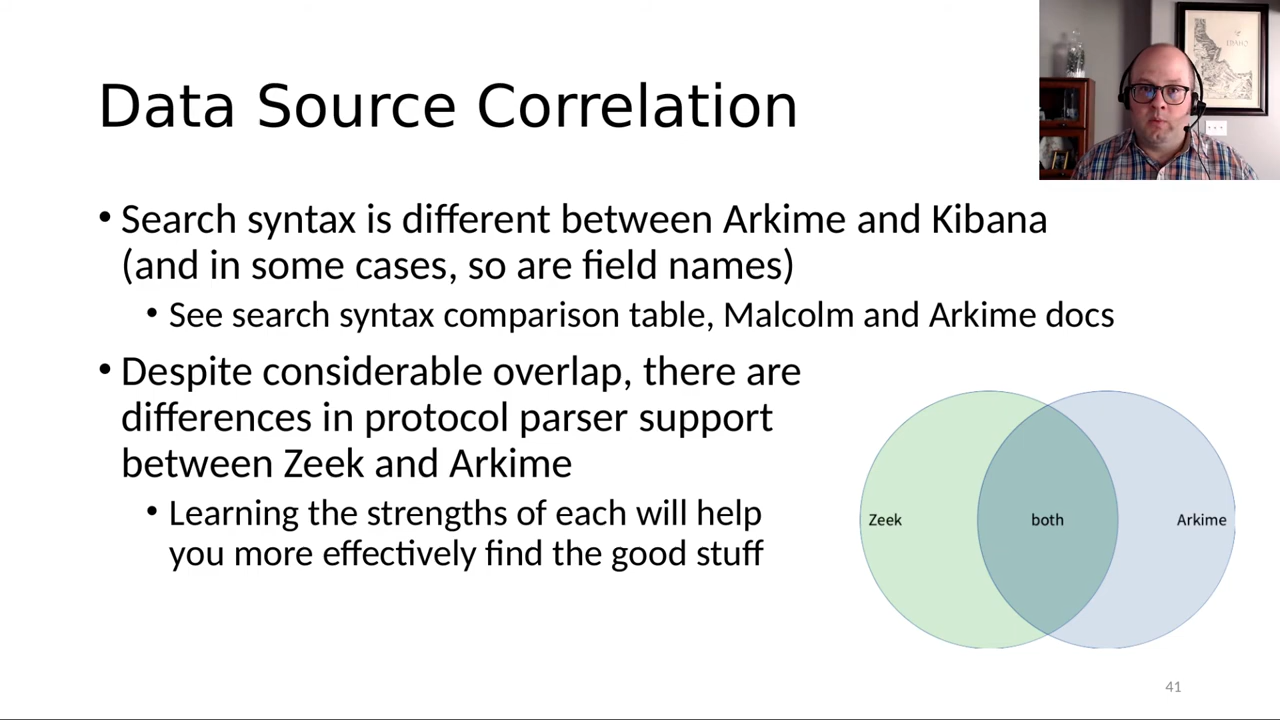 Data Source Correlation
• Search syntax is different between Arkime and Kibana
(and in some cases, so are field names)
• See search syntax comparison table, Malcolm and Arkime docs
• Despite considerable overlap, there are
differences in protocol parser support
between Zeek and Arkime
• Learning the strengths of each will help
you more effectively find the good stuff
Zeek
both
Arkime
41
IDAHO